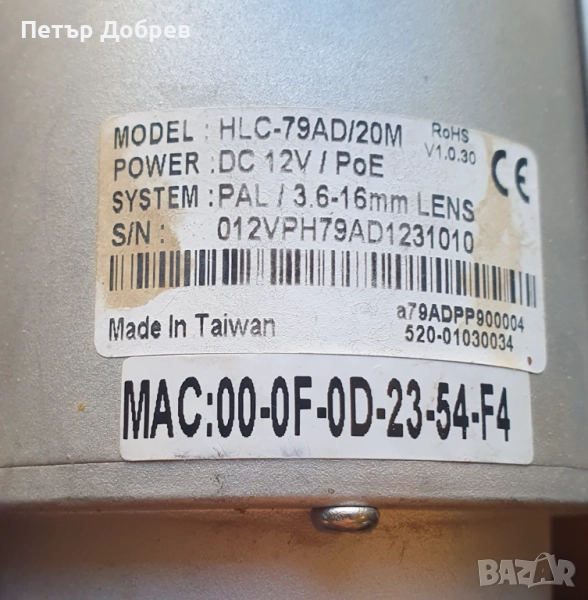 Петър Добрев
MODEL : HLC-79AD/20M
RoHS
V1.0.30
CE
POWER : DC 12V / PoE
SYSTEM : PAL / 3.6-16mm LENS
S/N : 012VPH79AD1231010
a79ADPP900004
Made In Taiwan
520-01030034
MAC:00-0F-0D-23-54-F4
BAZAR